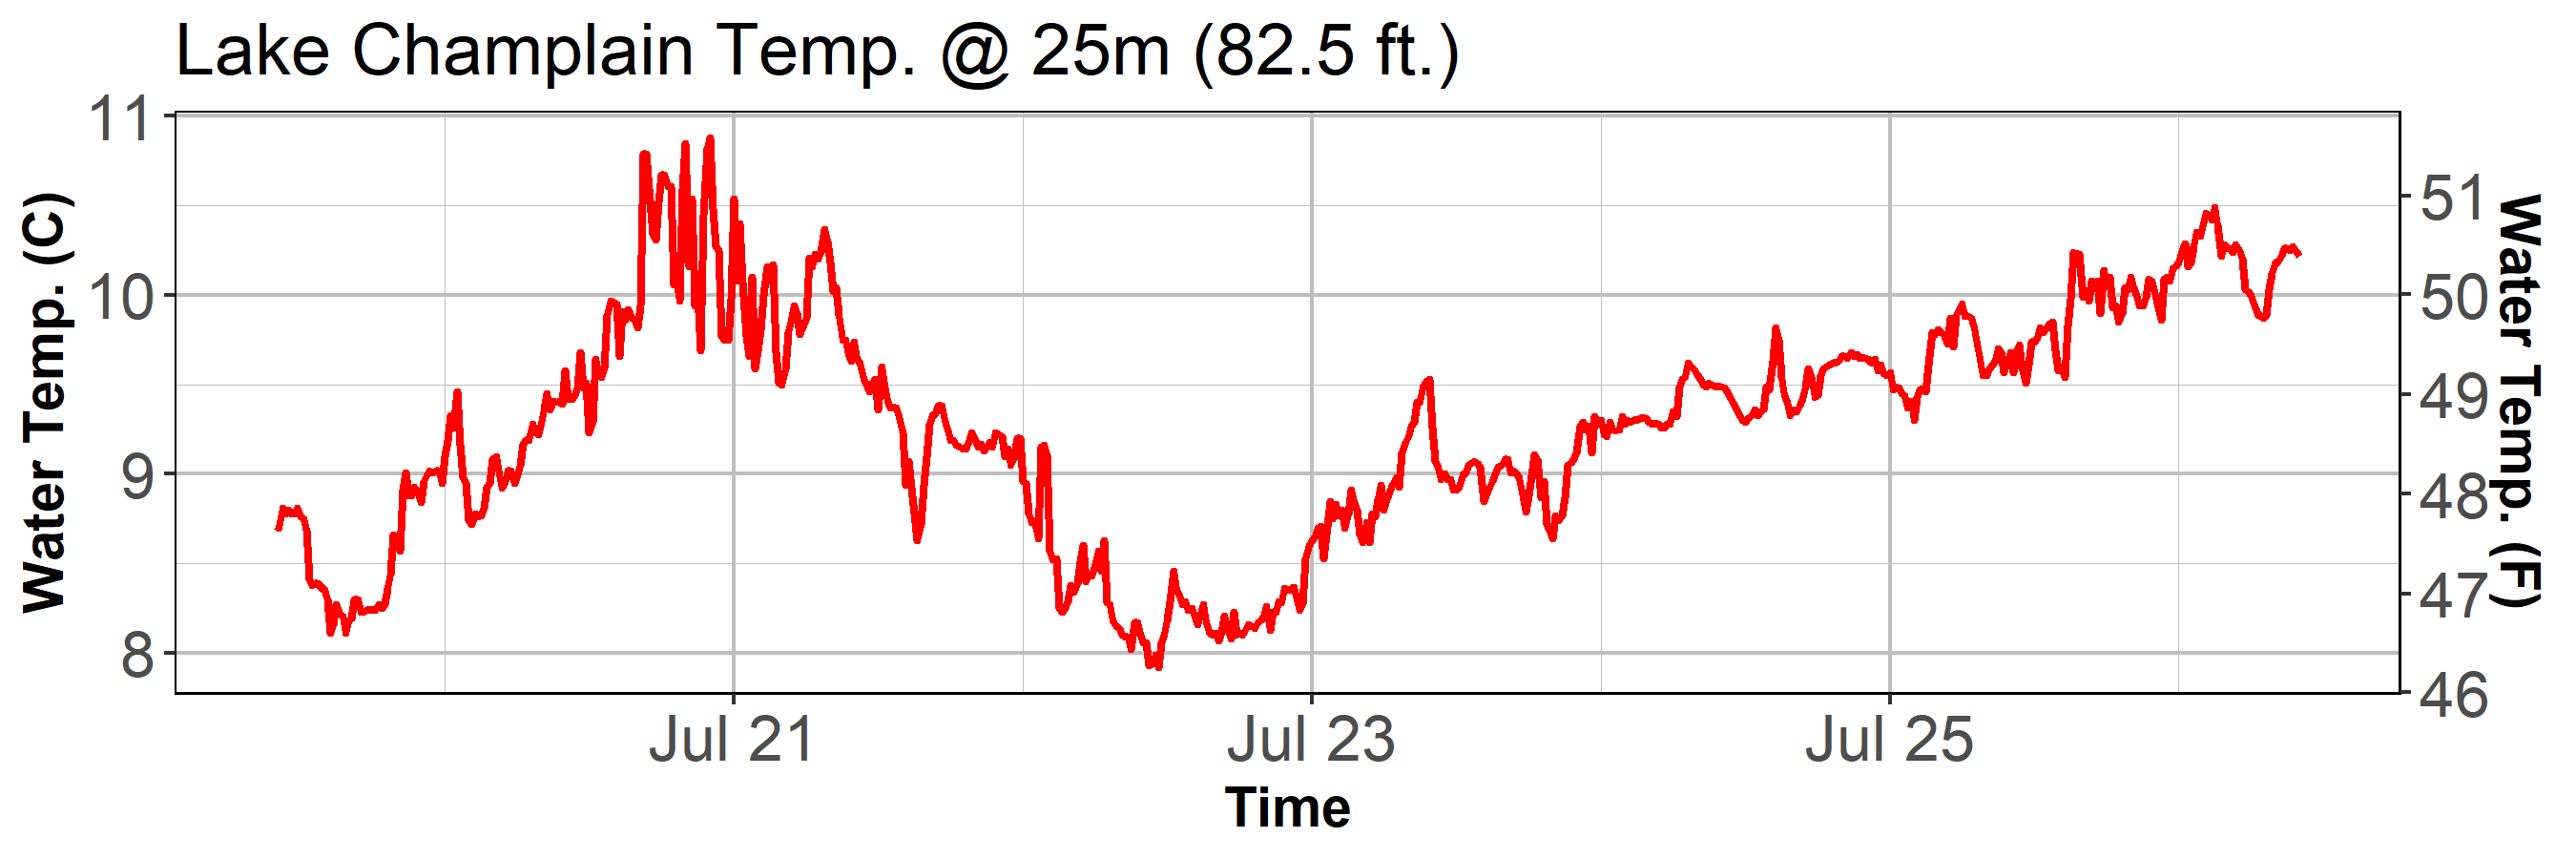 Lake Champlain Temp. @ 25m (82.5 ft.)
Water Temp. (C)
11
10
9
8
51
50
49
48
47
46
Water Temp. (F)
Jul 21
Jul 23
Jul 25
Time